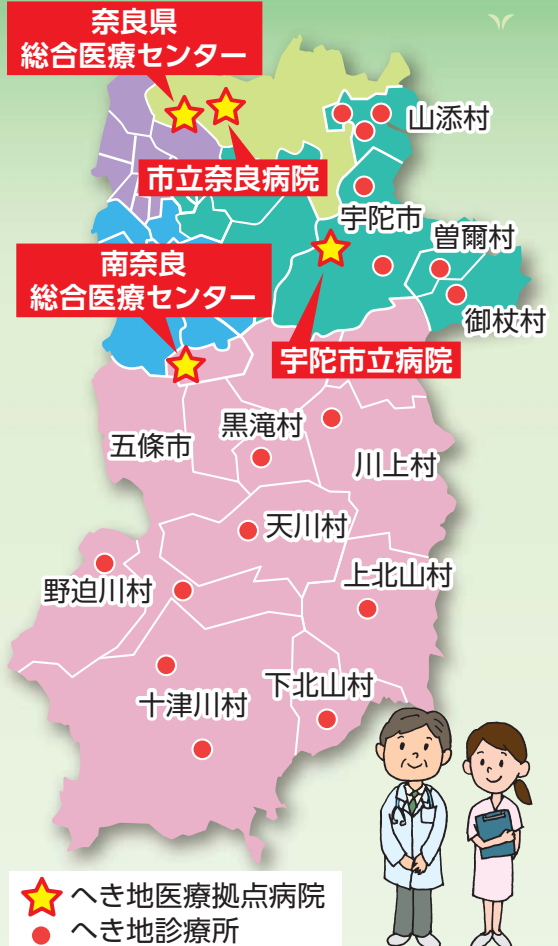 奈良県
総合医療センター
山添村
市立奈良病院
宇陀市
曽爾村
南奈良
総合医療センター
御杖村
宇陀市立病院
五條市
黒滝村
川上村
天川村
野迫川村
上北山村
十津川村
下北山村
へき地医療拠点病院
へき地診療所